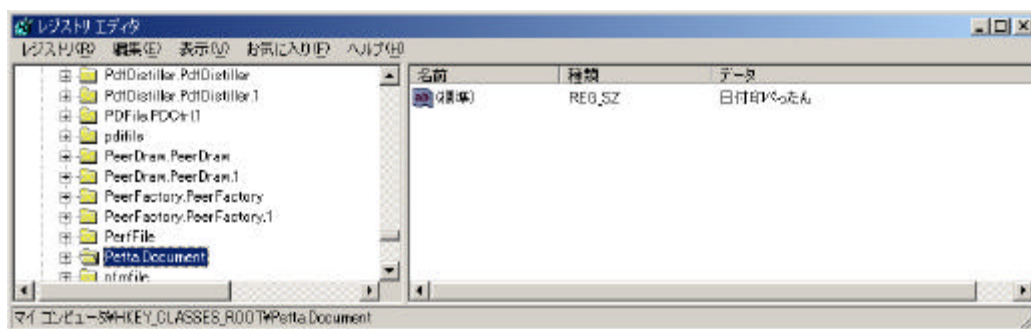 レジストリ エディタ
レジストリ(R) 編集(E) 表示(V) お気に入り(F) ヘルプ(H)
PdfDistiller.PdfDistiller
PdfDistiller.PdfDistiller.1
PDFile.PDCtrl.1
pdifile
PeerDraw.PeerDraw
PeerDraw.PeerDraw.1
PeerFactory.PeerFactory
PeerFactory.PeerFactory.1
PerfFile
Petta.Document
名前 種類 データ
(標準) REG_SZ 日付印ぺったん
マイ コンピュータ¥HKEY_CLASSES_ROOT¥Petta.Document